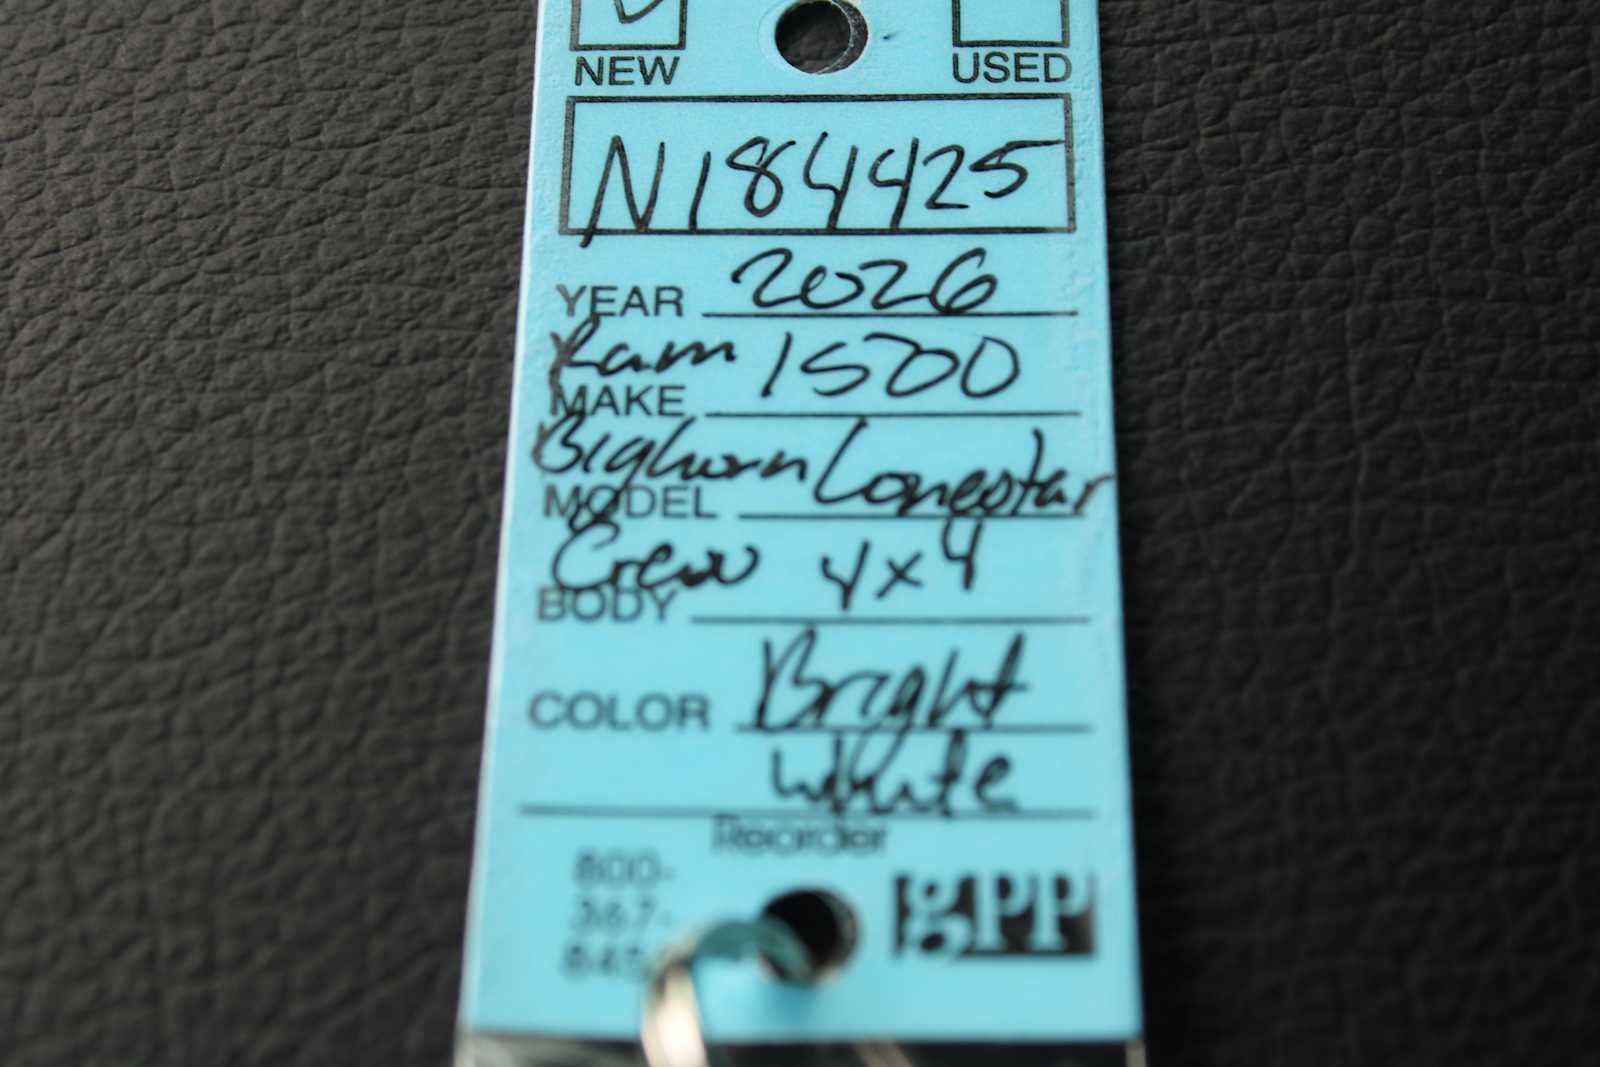 NEW USED
N184425
YEAR 2026
Ram 1500
MAKE
Bighorn Lonestar
MODEL
Crew 4x4
BODY
COLOR Bright
White
Reorder
800-
367-
gpp